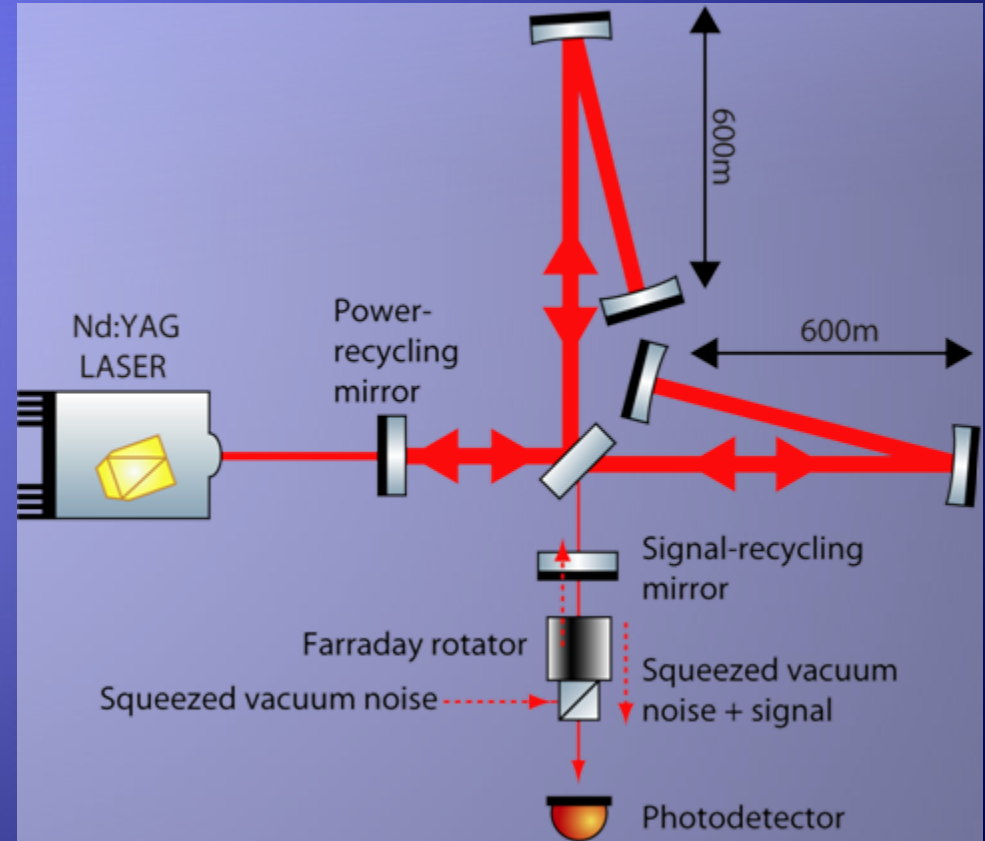 600m
Power-
recycling
mirror
Nd:YAG
LASER
600m
Signal-recycling
mirror
Farraday rotator
Squeezed vacuum
noise + signal
Squeezed vacuum noise
Photodetector